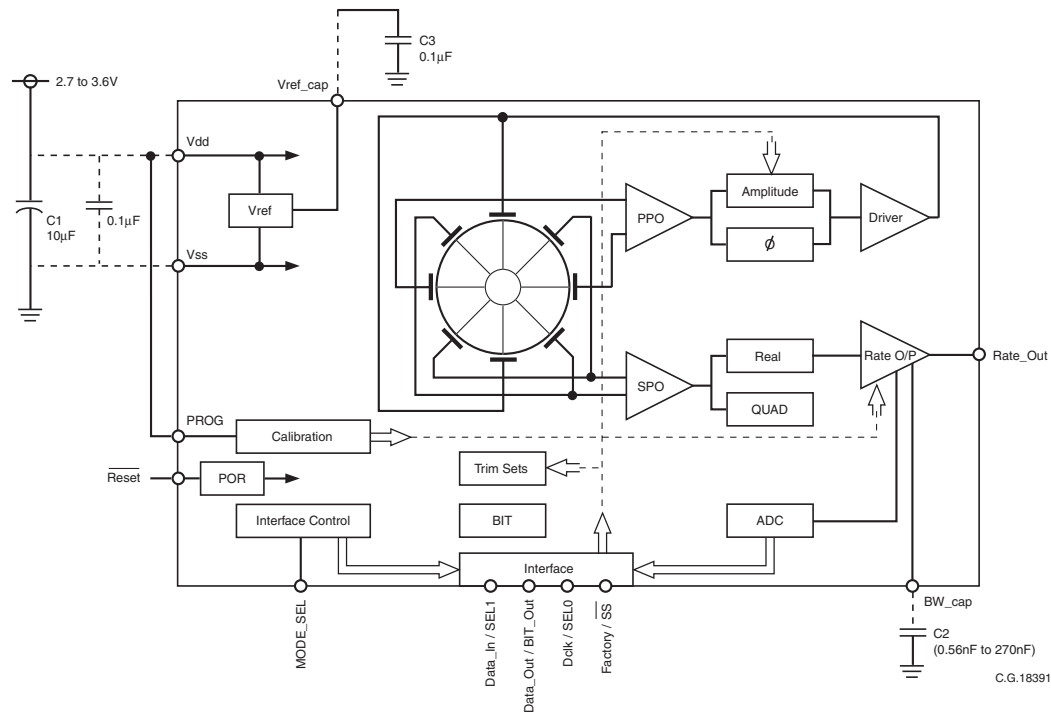 C3
0.1μF
2.7 to 3.6V
Vref_cap
Vdd
C1
10μF
0.1μF
Vref
Vss
PPO
Amplitude
ϕ
Driver
SPO
Real
QUAD
Rate O/P
Rate_Out
PROG
Calibration
Reset
POR
Trim Sets
Interface Control
BIT
ADC
Interface
MODE_SEL
Data_In / SEL1
Data_Out / BIT_Out
Dclk / SEL0
Factory / SS
BW_cap
C2
(0.56nF to 270nF)
C.G.18391